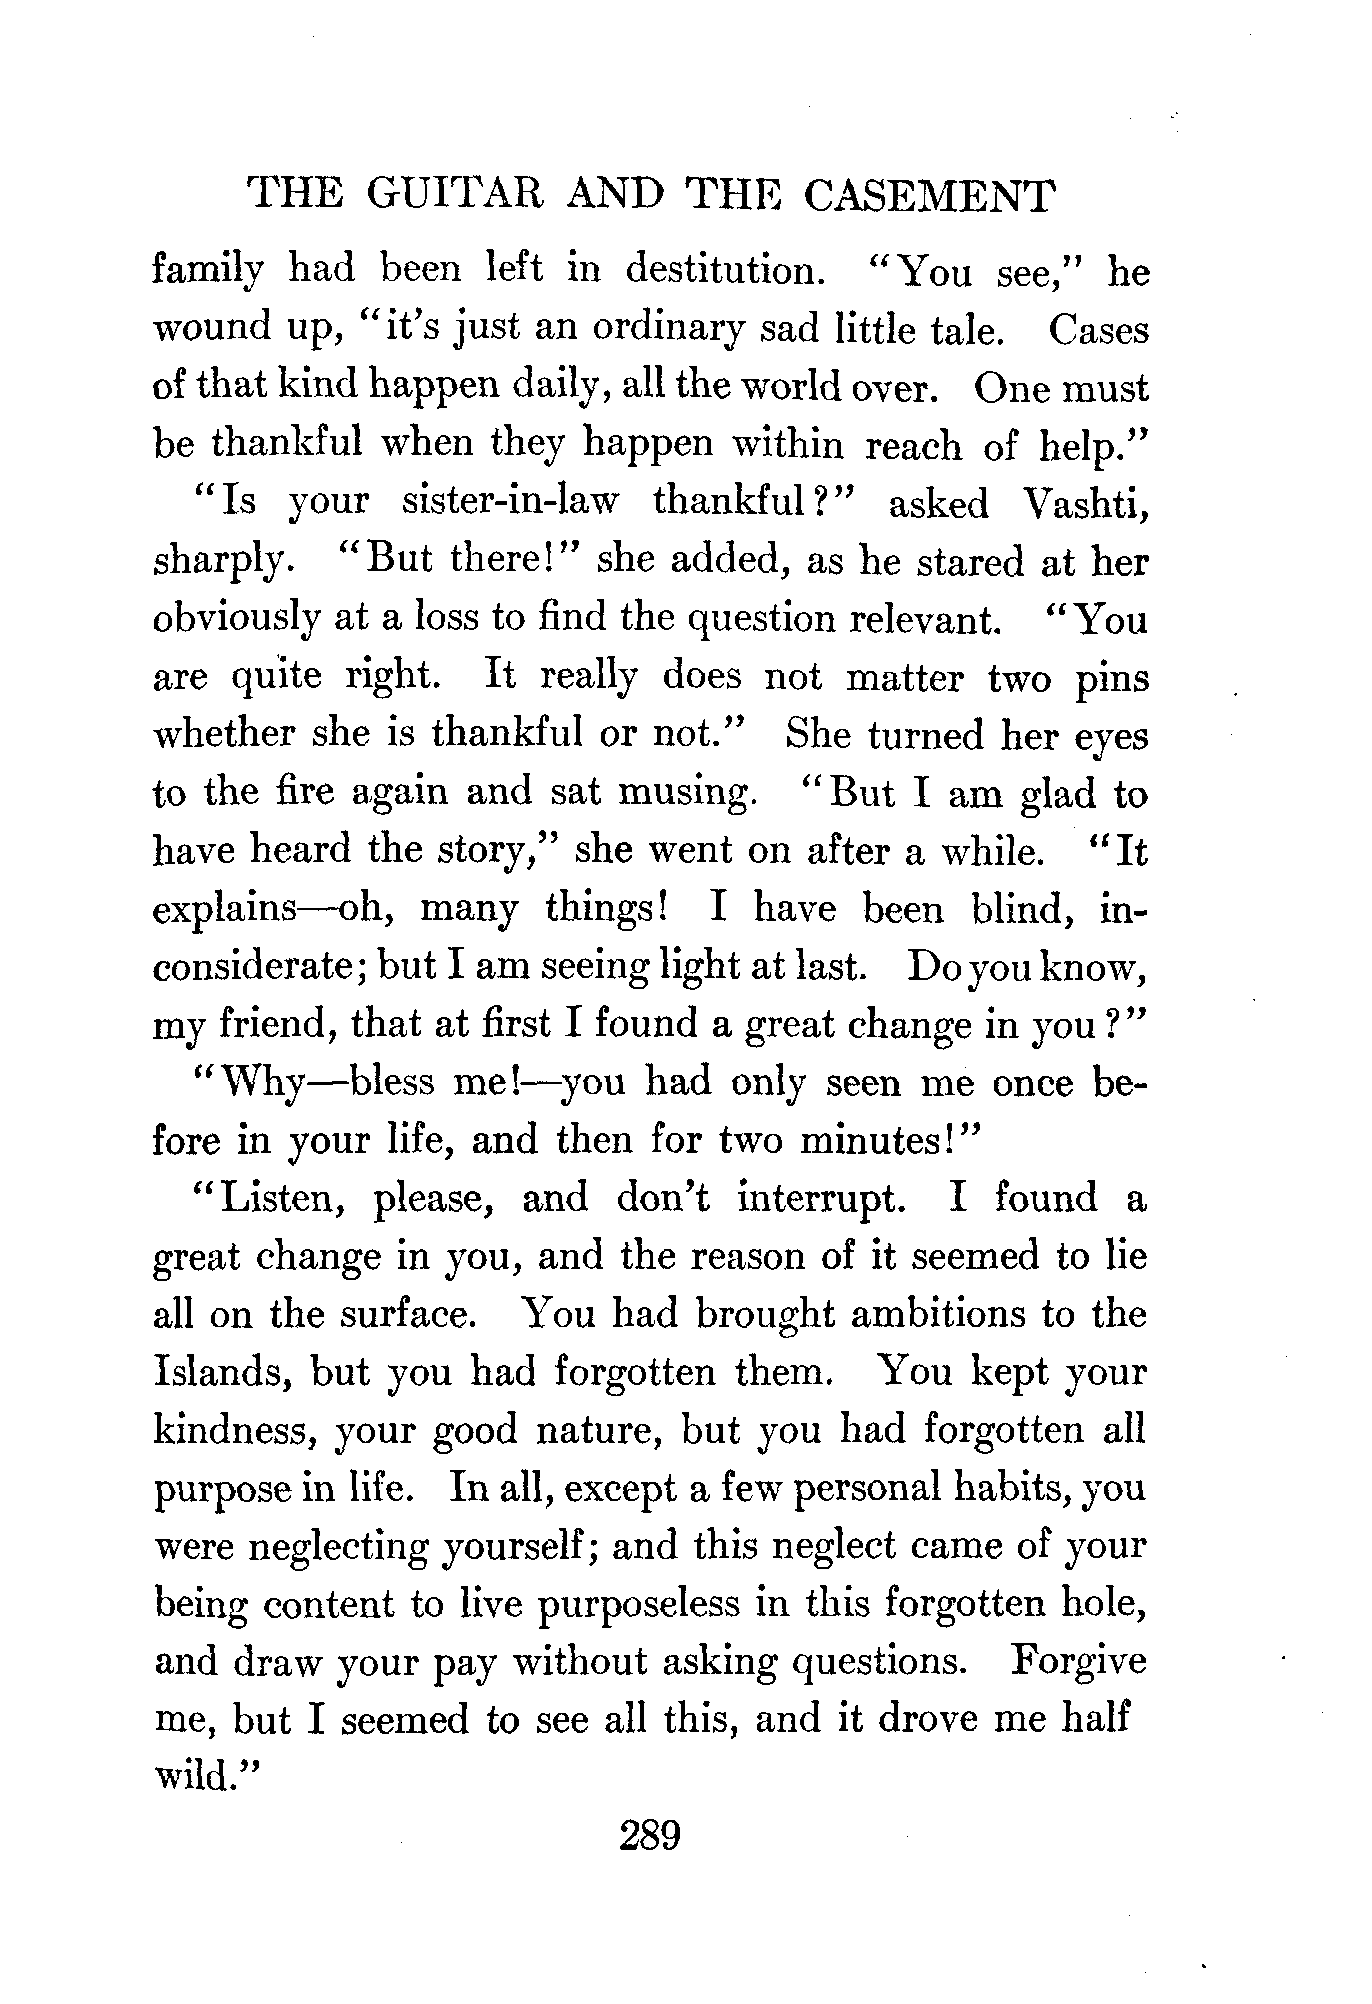 THE GUITAR AND THE CASEMENT
family had been left in destitution. "You see," he
wound up, "it's just an ordinary sad little tale. Cases
of that kind happen daily, all the world over. One must
be thankful when they happen within reach of help."
"Is your sister-in-law thankful?" asked Vashti,
sharply. "But there!" she added, as he stared at her
obviously at a loss to find the question relevant. "You
are quite right. It really does not matter two pins
whether she is thankful or not." She turned her eyes
to the fire again and sat musing. "But I am glad to
have heard the story," she went on after a while. "It
explains—oh, many things! I have been blind, in-
considerate; but I am seeing light at last. Do you know,
my friend, that at first I found a great change in you?"
"Why—bless me!—you had only seen me once be-
fore in your life, and then for two minutes!"
"Listen, please, and don't interrupt. I found a
great change in you, and the reason of it seemed to lie
all on the surface. You had brought ambitions to the
Islands, but you had forgotten them. You kept your
kindness, your good nature, but you had forgotten all
purpose in life. In all, except a few personal habits, you
were neglecting yourself; and this neglect came of your
being content to live purposeless in this forgotten hole,
and draw your pay without asking questions. Forgive
me, but I seemed to see all this, and it drove me half
wild."
289